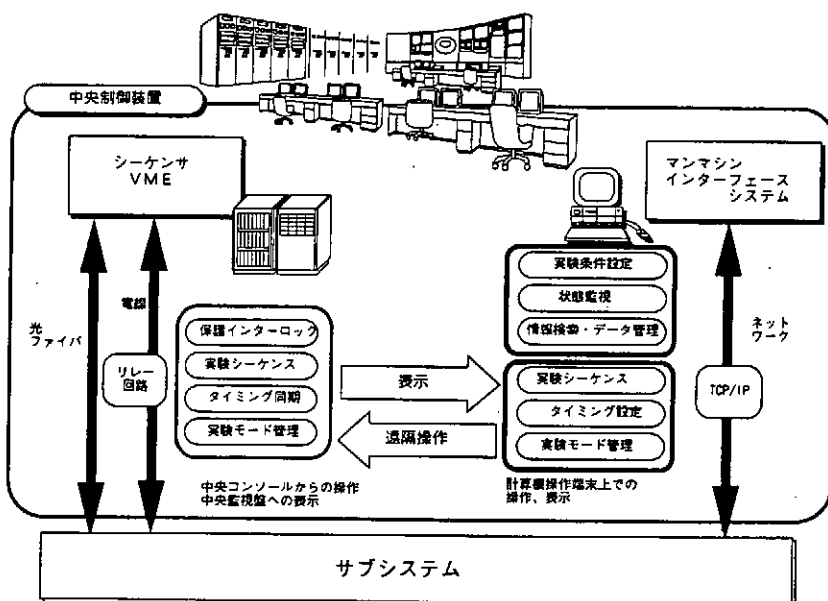 中央制御装置
シーケンサ
VME
マンマシン
インターフェース
システム
光
ファイバ
電線
リレー
回路
保護インターロック
実験シーケンス
タイミング同期
実験モード管理
中央コンソールからの操作
中央監視盤への表示
表示
遠隔操作
実験条件設定
状態監視
情報検索・データ管理
実験シーケンス
タイミング設定
実験モード管理
計算機操作端末上での
操作、表示
ネット
ワーク
TCP/IP
サブシステム